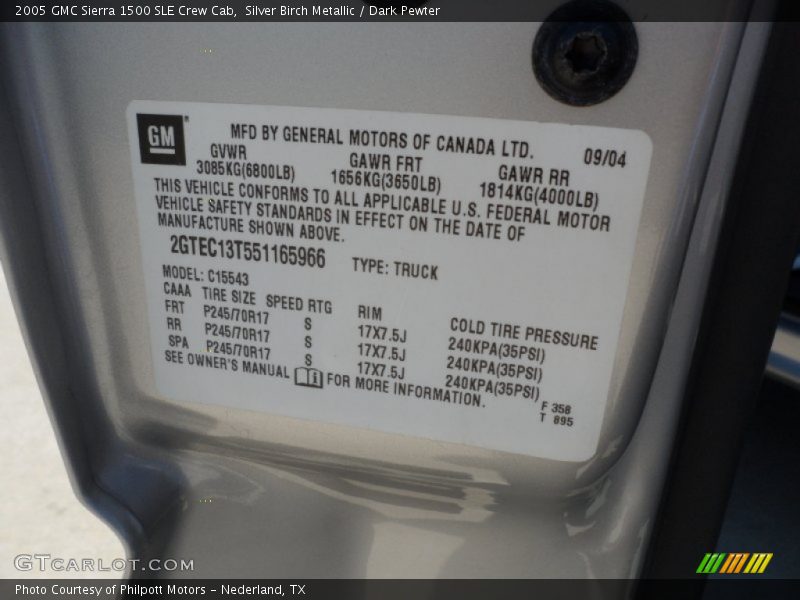 2005 GMC Sierra 1500 SLE Crew Cab,  Silver Birch Metallic / Dark Pewter
GM
MFD BY GENERAL MOTORS OF CANADA LTD. 09/04
GVWR GAWR FRT GAWR RR
3085KG(6800LB) 1656KG(3650LB) 1814KG(4000LB)
THIS VEHICLE CONFORMS TO ALL APPLICABLE U.S. FEDERAL MOTOR
VEHICLE SAFETY STANDARDS IN EFFECT ON THE DATE OF
MANUFACTURE SHOWN ABOVE.
2GTEC13T551165966 TYPE: TRUCK
MODEL: C15543
CAAA TIRE SIZE SPEED RTG RIM COLD TIRE PRESSURE
FRT P245/70R17 S 17X7.5J 240KPA(35PSI)
RR P245/70R17 S 17X7.5J 240KPA(35PSI)
SPA P245/70R17 S 17X7.5J 240KPA(35PSI)
SEE OWNER'S MANUAL FOR MORE INFORMATION.
F 358
T 895
GTCARLOT.COM
Photo Courtesy of Philpott Motors - Nederland, TX